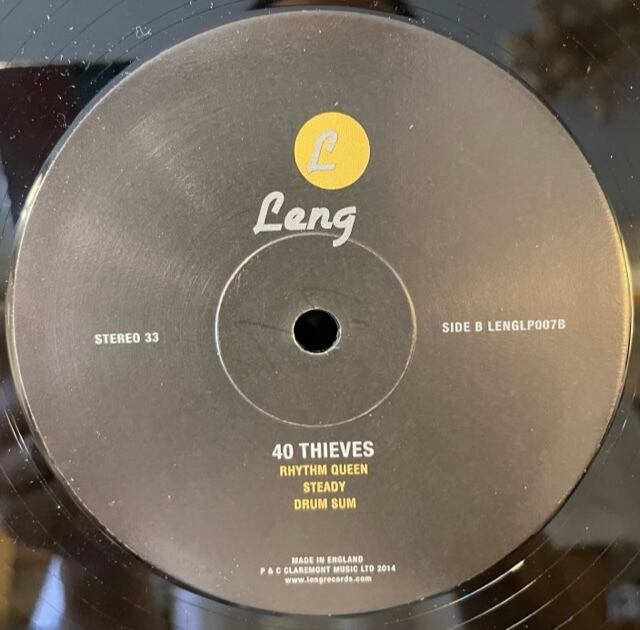 L
Leng
STEREO 33
SIDE B LENGLP007B
40 THIEVES
RHYTHM QUEEN
STEADY
DRUM SUM
MADE IN ENGLAND
P & C CLAREMONT MUSIC LTD 2014
www.lengrecords.com